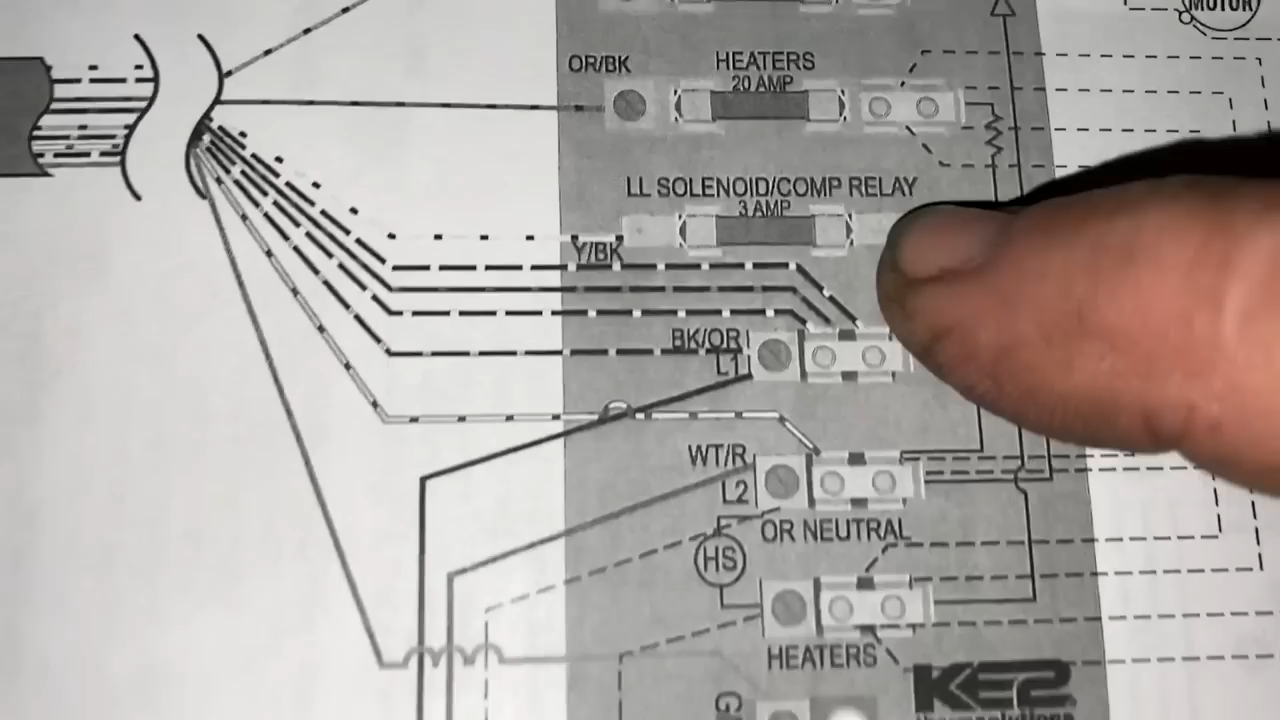 MOTOR
OR/BK
HEATERS
20 AMP
LL SOLENOID/COMP RELAY
3 AMP
Y/BK
BK/OR
L1
WT/R
L2
OR NEUTRAL
HS
HEATERS
KE2